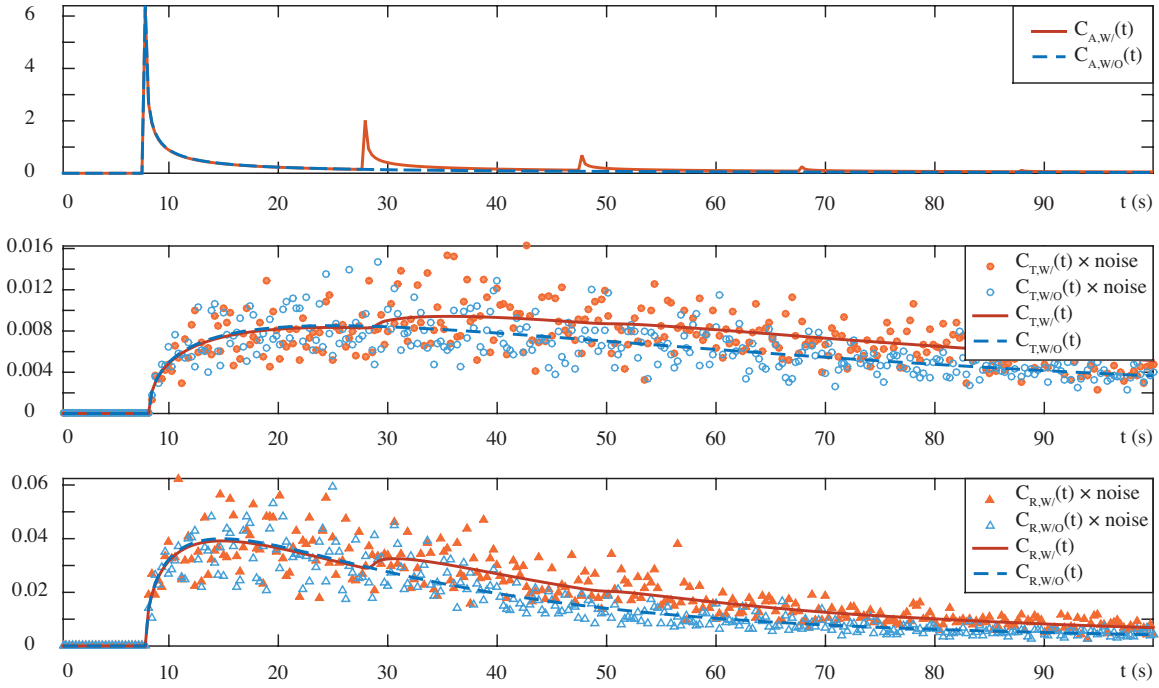 6
4
2
0
C_A,W/(t)
C_A,W/O(t)
0 10 20 30 40 50 60 70 80 90 t (s)
0.016
0.012
0.008
0.004
0
C_T,W/(t) × noise
C_T,W/O(t) × noise
C_T,W/(t)
C_T,W/O(t)
0 10 20 30 40 50 60 70 80 90 t (s)
0.06
0.04
0.02
0
C_R,W/(t) × noise
C_R,W/O(t) × noise
C_R,W/(t)
C_R,W/O(t)
0 10 20 30 40 50 60 70 80 90 t (s)